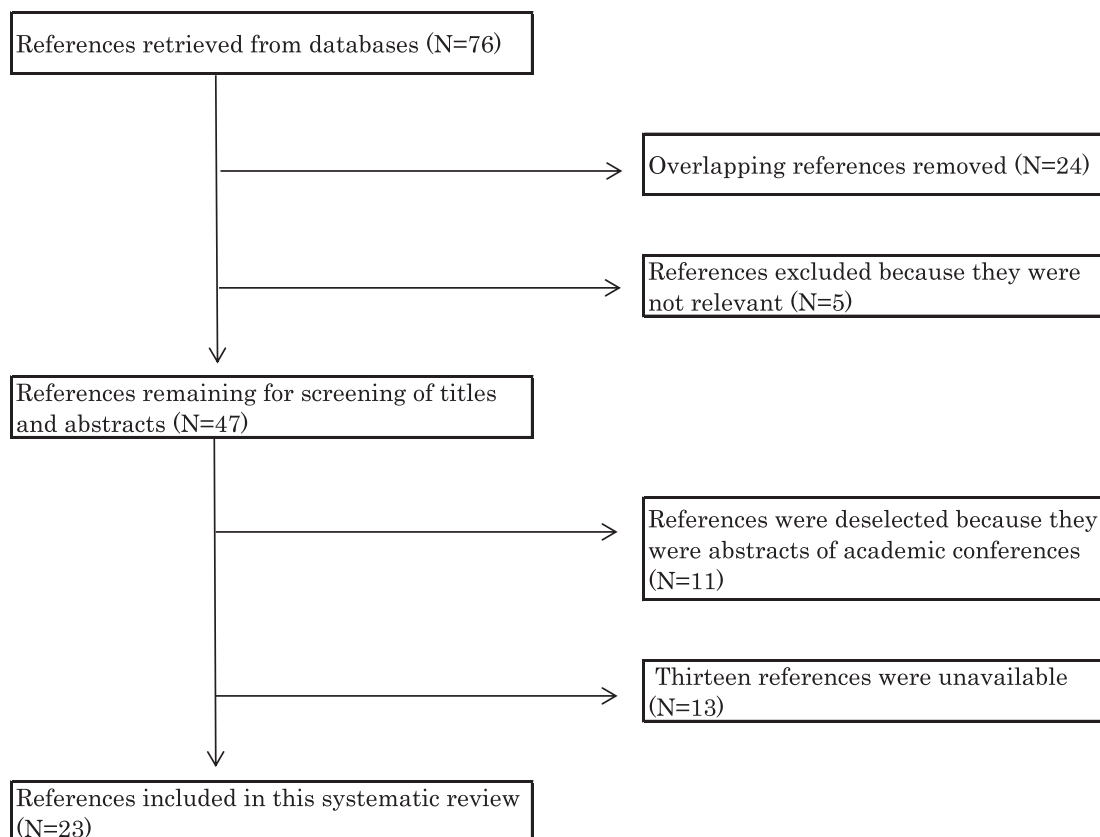 References retrieved from databases (N=76)
Overlapping references removed (N=24)
References excluded because they were
not relevant (N=5)
References remaining for screening of titles
and abstracts (N=47)
References were deselected because they
were abstracts of academic conferences
(N=11)
Thirteen references were unavailable
(N=13)
References included in this systematic review
(N=23)